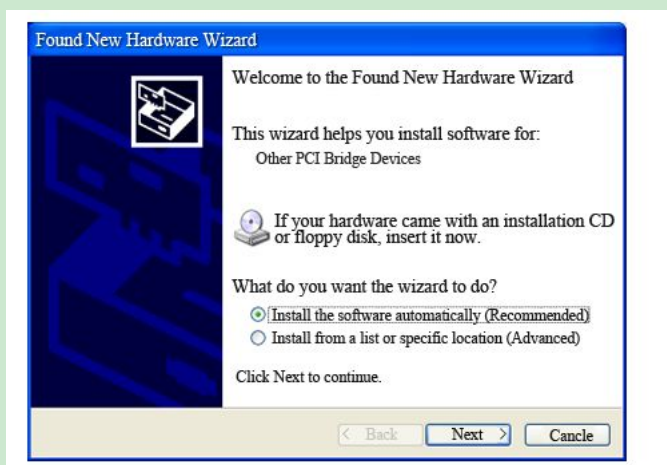 Found New Hardware Wizard
Welcome to the Found New Hardware Wizard
This wizard helps you install software for:
Other PCI Bridge Devices
If your hardware came with an installation CD
or floppy disk, insert it now.
What do you want the wizard to do?
Install the software automatically (Recommended)
Install from a list or specific location (Advanced)
Click Next to continue.
< Back Next > Cancle